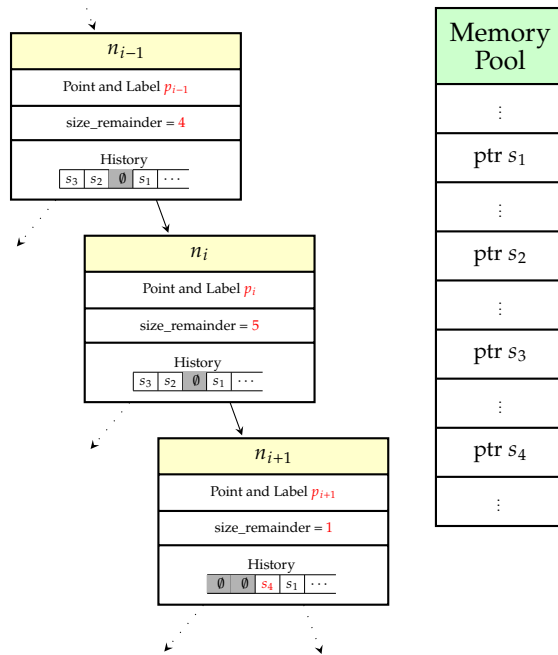 n_{i−1}
Point and Label p_{i−1}
size_remainder = 4
History
s_3 s_2 ∅ s_1 ⋯
n_i
Point and Label p_i
size_remainder = 5
History
s_3 s_2 ∅ s_1 ⋯
n_{i+1}
Point and Label p_{i+1}
size_remainder = 1
History
∅ ∅ s_4 s_1 ⋯
Memory
Pool
⋮
ptr s_1
⋮
ptr s_2
⋮
ptr s_3
⋮
ptr s_4
⋮